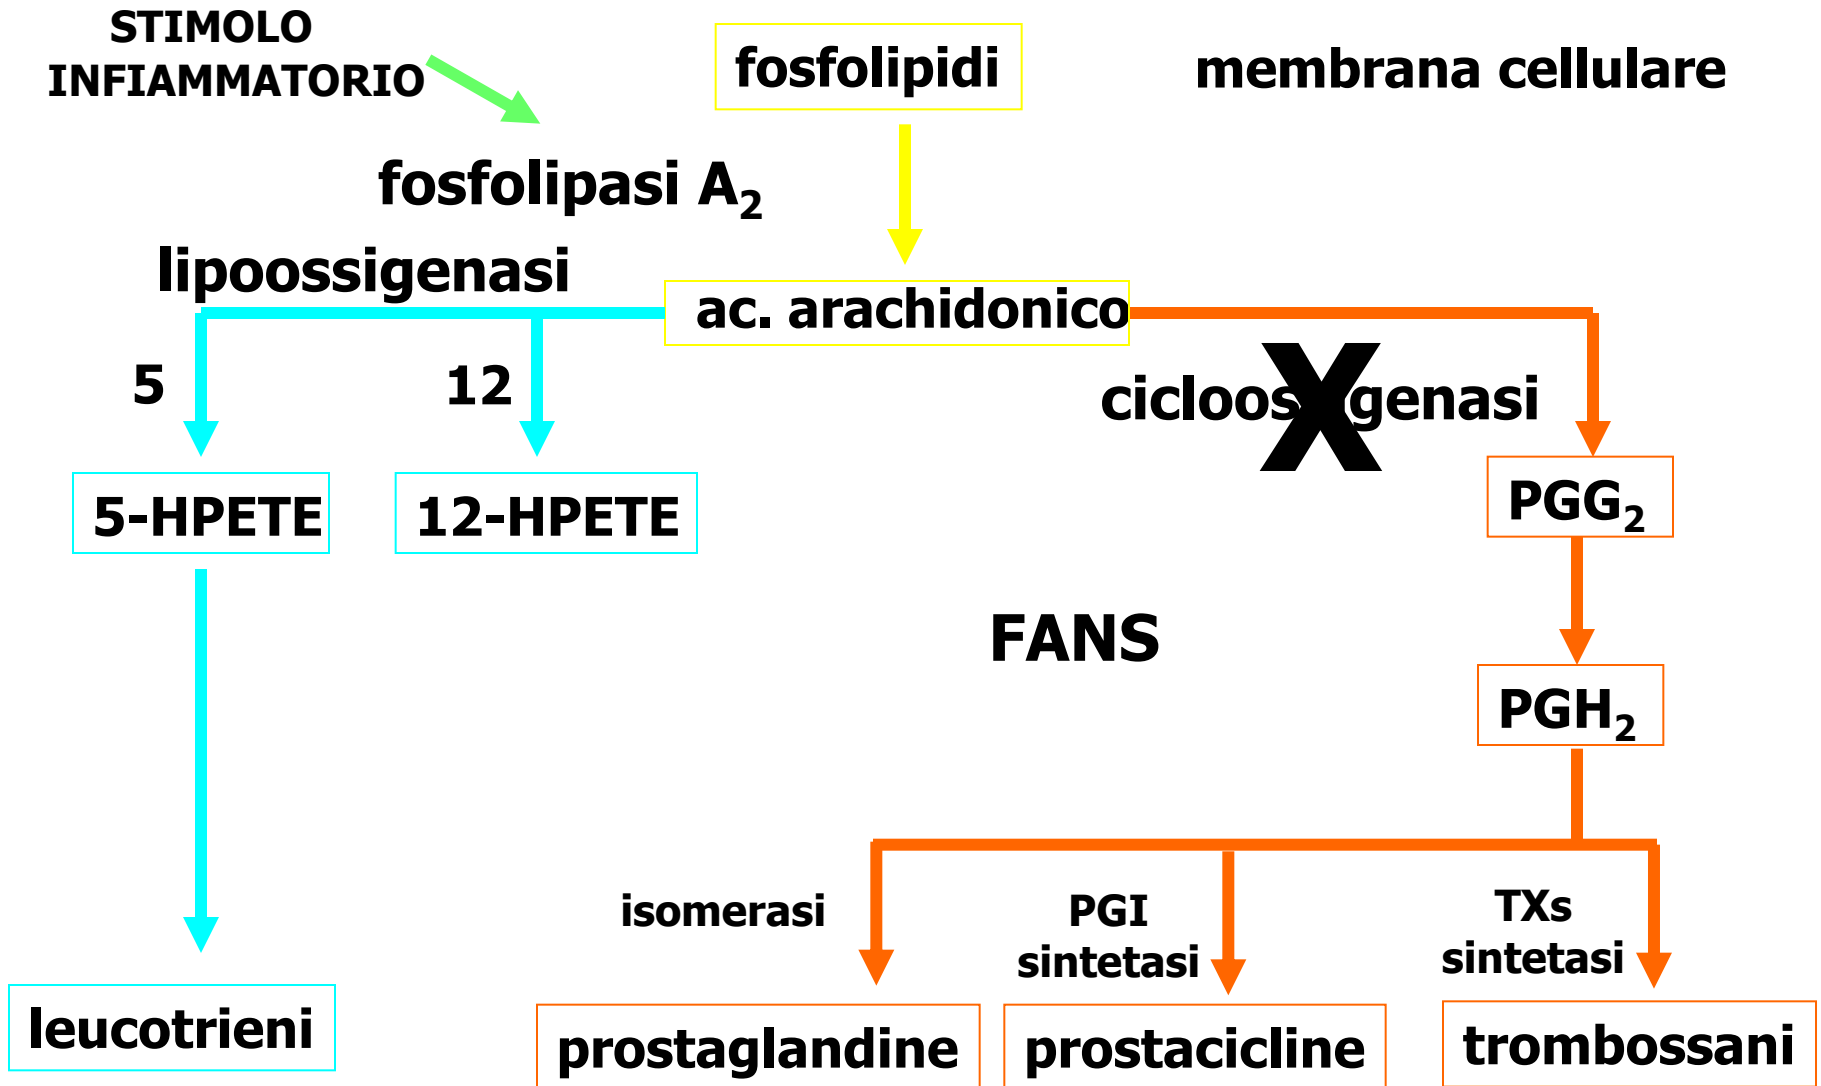 STIMOLO
INFIAMMATORIO
fosfolipidi
membrana cellulare
fosfolipasi A₂
lipoossigenasi
ac. arachidonico
5
12
cicloossigenasi
X
5-HPETE
12-HPETE
PGG₂
FANS
PGH₂
isomerasi
PGI
sintetasi
TXs
sintetasi
leucotrieni
prostaglandine
prostacicline
trombossani